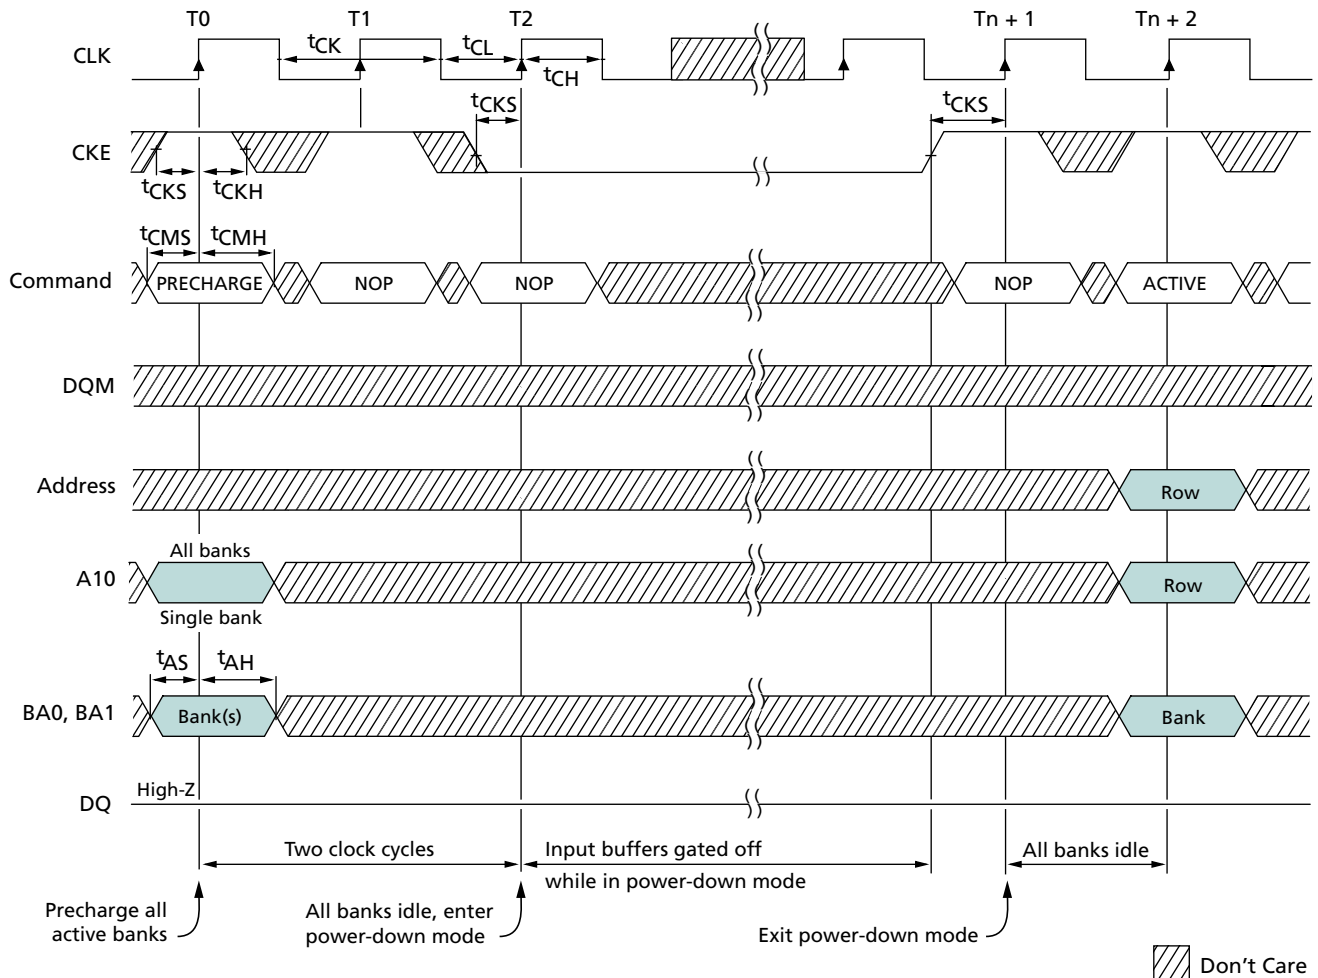 T0 T1 T2 Tn + 1 Tn + 2
CLK
tCK
tCL
tCH
tCKS
tCKS
CKE
tCKS
tCKH
tCMS
tCMH
Command
PRECHARGE
NOP
NOP
NOP
ACTIVE
DQM
Address
Row
All banks
A10
Row
Single bank
tAS
tAH
BA0, BA1
Bank(s)
Bank
High-Z
DQ
Two clock cycles
Input buffers gated off
while in power-down mode
All banks idle
Precharge all
active banks
All banks idle, enter
power-down mode
Exit power-down mode
Don't Care